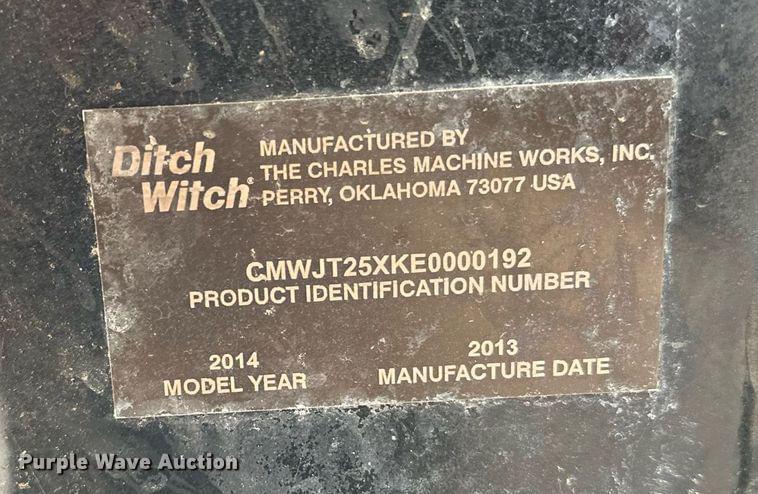 Ditch
Witch®
MANUFACTURED BY
THE CHARLES MACHINE WORKS, INC.
PERRY, OKLAHOMA 73077 USA
CMWJT25XKE0000192
PRODUCT IDENTIFICATION NUMBER
2014
MODEL YEAR
2013
MANUFACTURE DATE
Purple Wave Auction